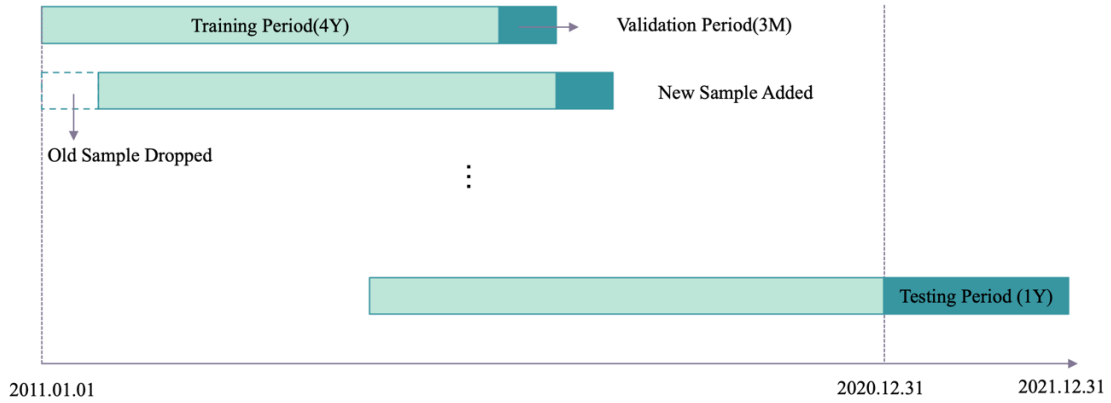 Training Period(4Y)
Validation Period(3M)
New Sample Added
Old Sample Dropped
⋮
Testing Period (1Y)
2011.01.01
2020.12.31
2021.12.31